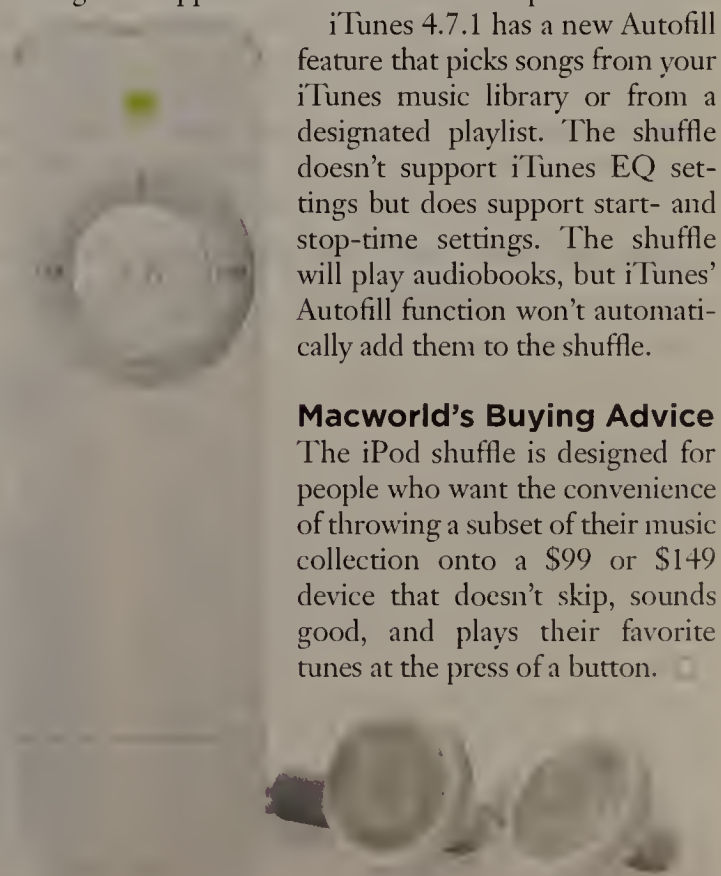 iTunes 4.7.1 has a new Autofill
feature that picks songs from your
iTunes music library or from a
designated playlist. The shuffle
doesn't support iTunes EQ set-
tings but does support start- and
stop-time settings. The shuffle
will play audiobooks, but iTunes'
Autofill function won't automati-
cally add them to the shuffle.
Macworld's Buying Advice
The iPod shuffle is designed for
people who want the convenience
of throwing a subset of their music
collection onto a $99 or $149
device that doesn't skip, sounds
good, and plays their favorite
tunes at the press of a button.